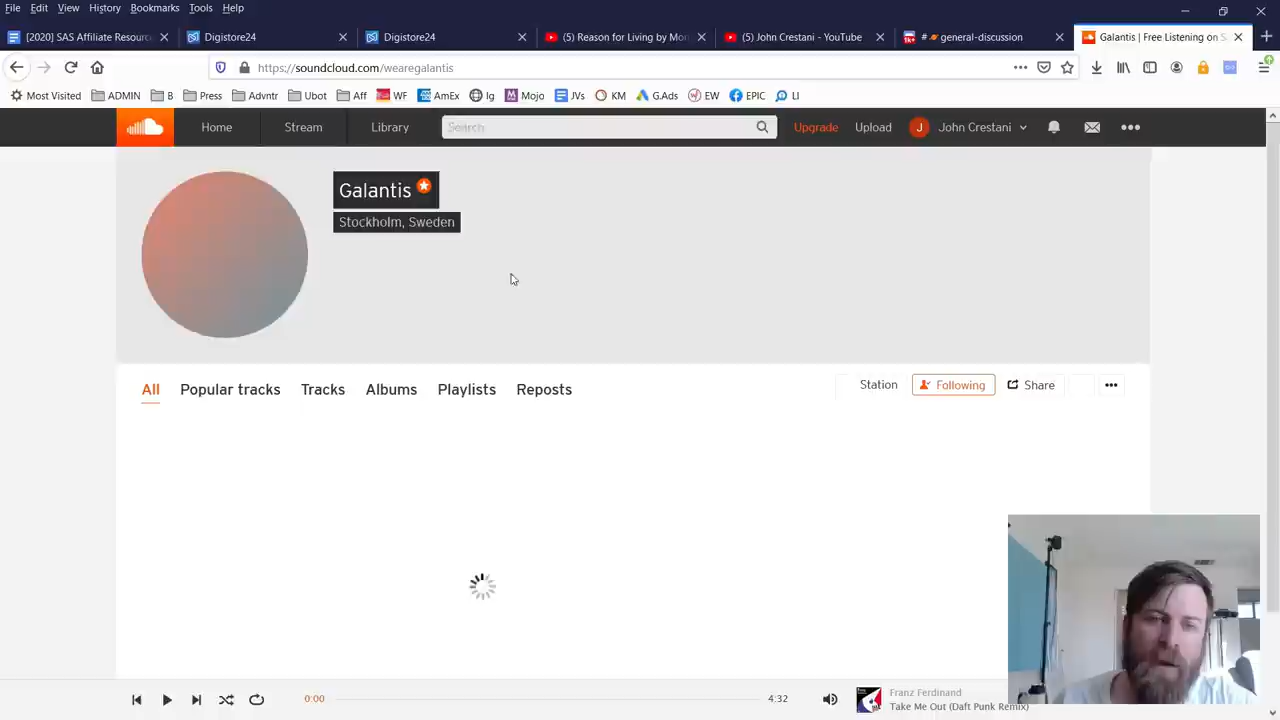 File Edit View History Bookmarks Tools Help
[2020] SAS Affiliate Resourc
Digistore24
Digistore24
(5) Reason for Living by Mor
(5) John Crestani - YouTube
general-discussion
Galantis | Free Listening on S
https://soundcloud.com/wearegalantis
Most Visited ADMIN B Press Advntr Ubot Aff WF AmEx Ig Mojo JVs KM G.Ads EW EPIC LI
Home Stream Library Search Upgrade Upload J John Crestani
Galantis
Stockholm, Sweden
All Popular tracks Tracks Albums Playlists Reposts Station Following Share
0:00 4:32
Franz Ferdinand
Take Me Out (Daft Punk Remix)